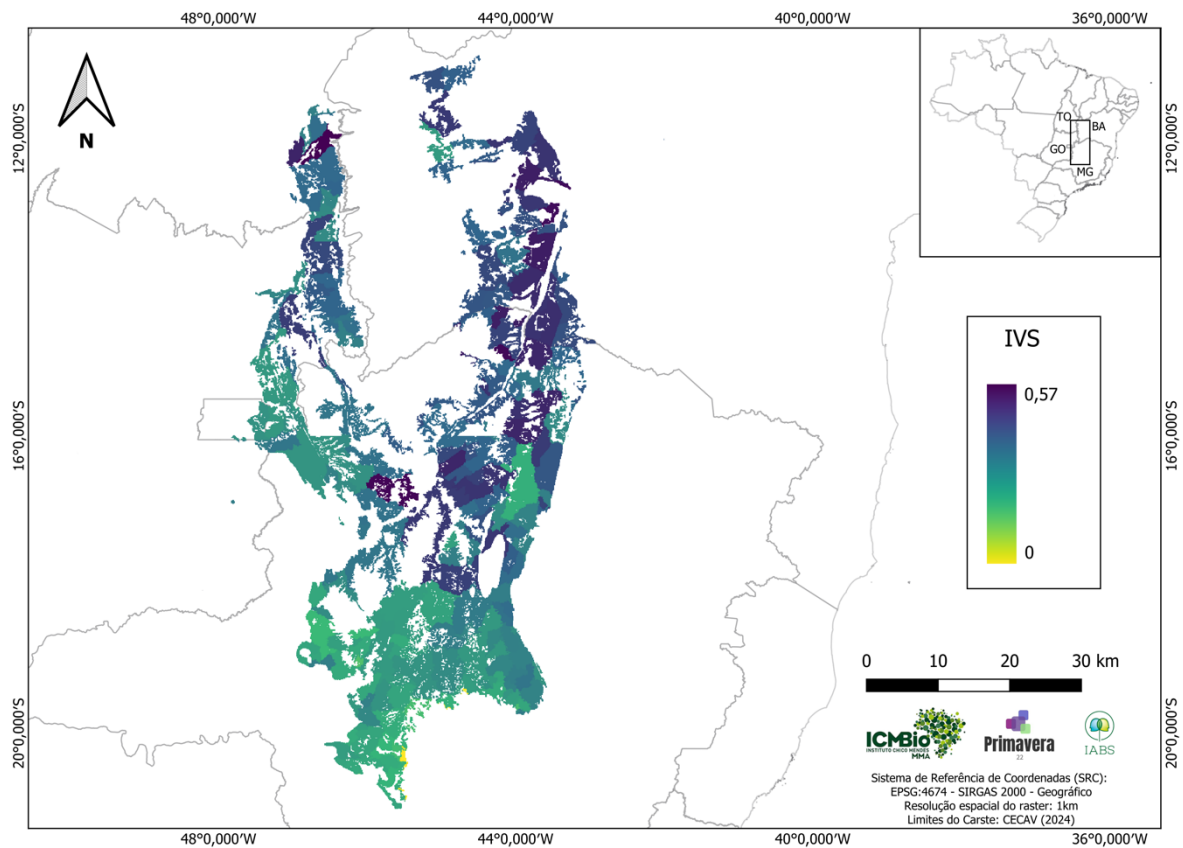 48°0,000'W 44°0,000'W 40°0,000'W 36°0,000'W
12°0,000'S
16°0,000'S
20°0,000'S
N
TO
BA
GO
MG
12°0,000'S
16°0,000'S
20°0,000'S
IVS
0,57
0
0 10 20 30 km
ICMBio
INSTITUTO CHICO MENDES
MMA
Primavera
22
IABS
Sistema de Referência de Coordenadas (SRC):
EPSG:4674 - SIRGAS 2000 - Geográfico
Resolução espacial do raster: 1km
Limites do Carste: CECAV (2024)
48°0,000'W 44°0,000'W 40°0,000'W 36°0,000'W